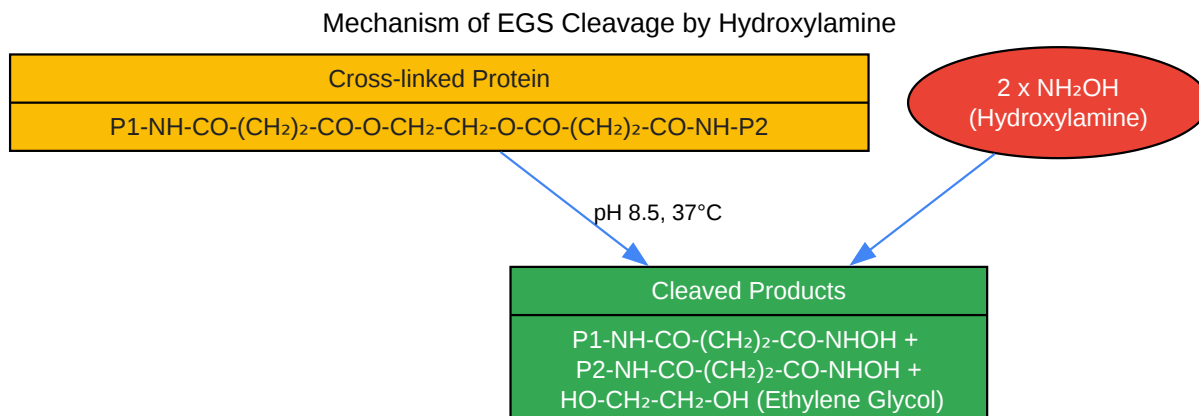 Mechanism of EGS Cleavage by Hydroxylamine
Cross-linked Protein
P1-NH-CO-(CH₂)₂-CO-O-CH₂-CH₂-O-CO-(CH₂)₂-CO-NH-P2
2 x NH₂OH
(Hydroxylamine)
pH 8.5, 37°C
Cleaved Products
P1-NH-CO-(CH₂)₂-CO-NHOH +
P2-NH-CO-(CH₂)₂-CO-NHOH +
HO-CH₂-CH₂-OH (Ethylene Glycol)